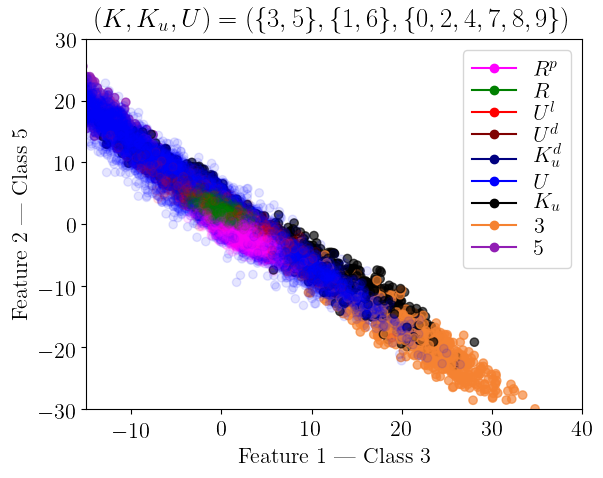 (K, K_u, U) = ({3, 5}, {1, 6}, {0, 2, 4, 7, 8, 9})
R^p
R
U^l
U^d
K_u^d
U
K_u
3
5
30
20
10
0
−10
−20
−30
Feature 2 — Class 5
−10 0 10 20 30 40
Feature 1 — Class 3